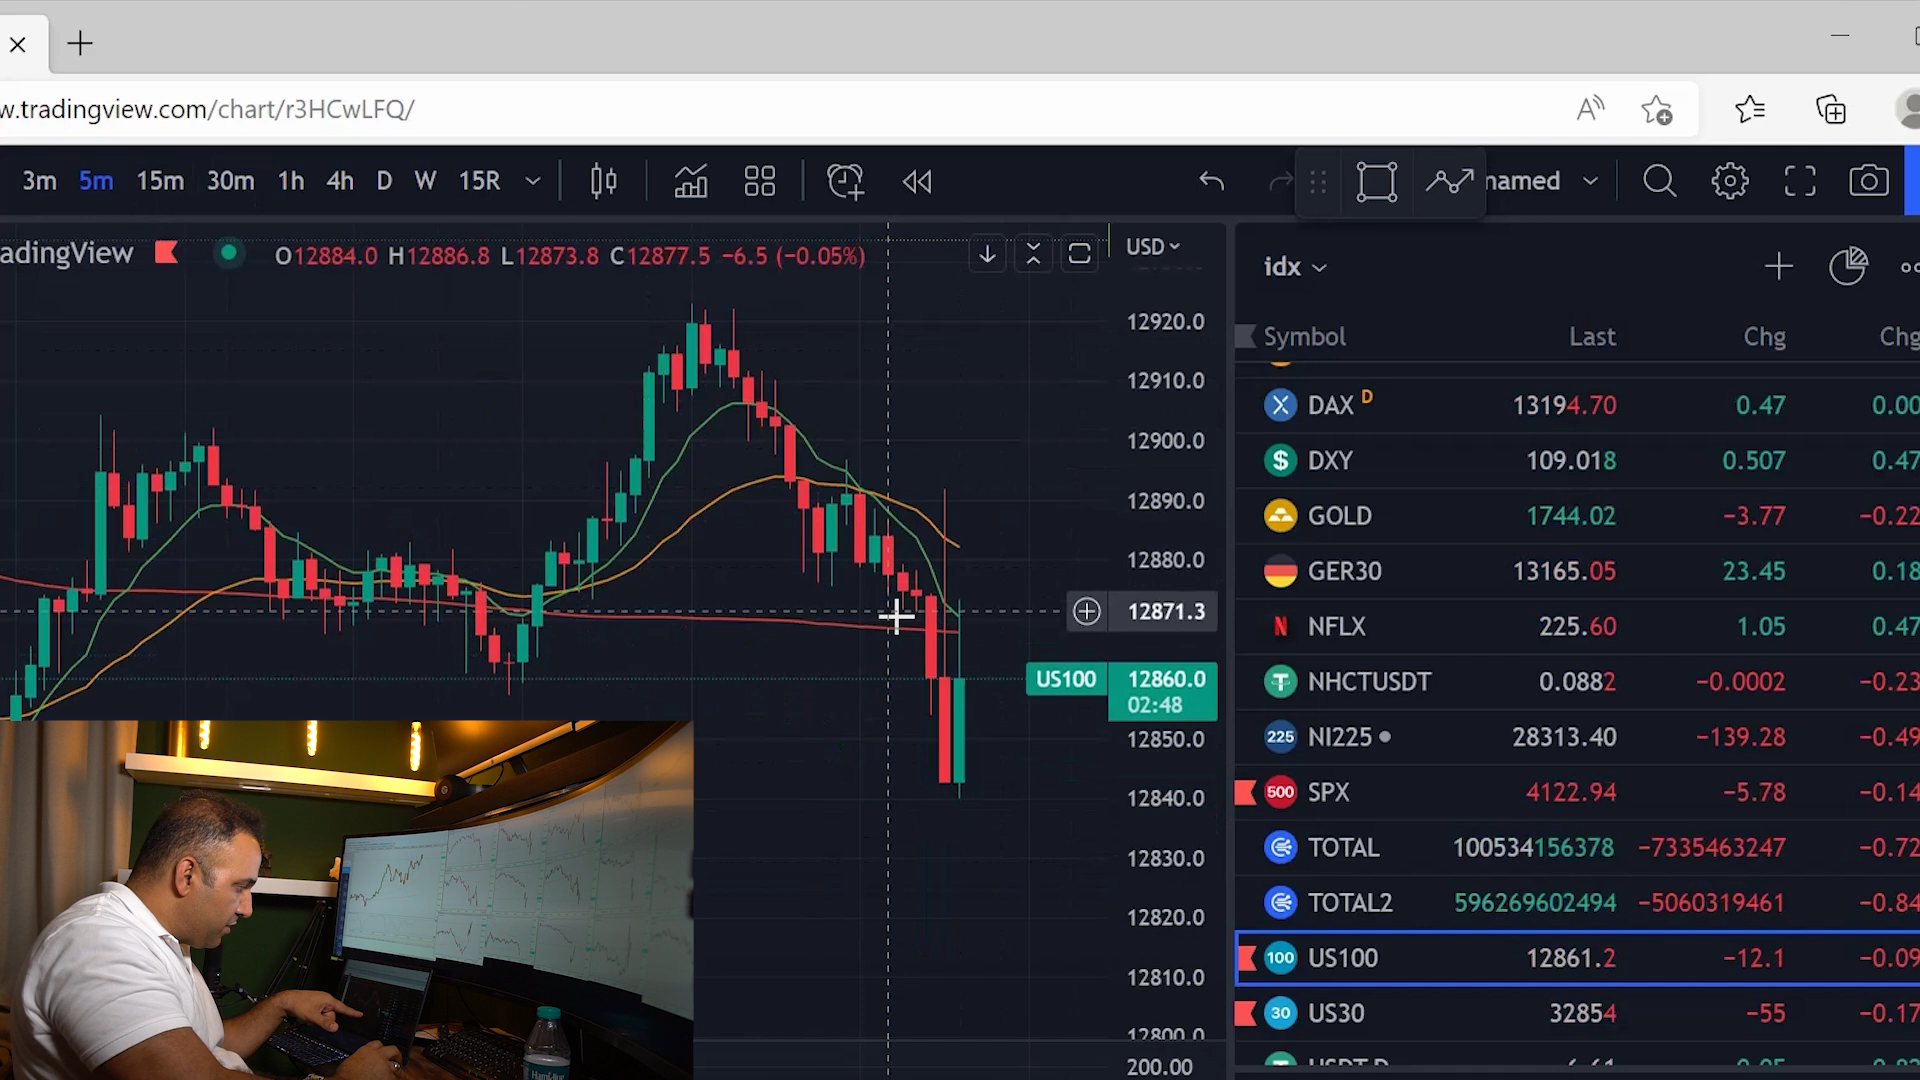 w.tradingview.com/chart/r3HCwLFQ/
3m 5m 15m 30m 1h 4h D W 15R
named
adingView O12884.0 H12886.8 L12873.8 C12877.5 −6.5 (−0.05%)
USD
12920.0
12910.0
12900.0
12890.0
12880.0
12871.3
US100 12860.0
02:48
12850.0
12840.0
12830.0
12820.0
12810.0
12800.0
200.00
idx
Symbol Last Chg Chg
DAX D 13194.70 0.47 0.00
DXY 109.018 0.507 0.47
GOLD 1744.02 −3.77 −0.22
GER30 13165.05 23.45 0.18
N NFLX 225.60 1.05 0.47
NHCTUSDT 0.0882 −0.0002 −0.23
225 NI225 28313.40 −139.28 −0.49
500 SPX 4122.94 −5.78 −0.14
TOTAL 100534156378 −7335463247 −0.72
TOTAL2 596269602494 −5060319461 −0.84
100 US100 12861.2 −12.1 −0.09
30 US30 32854 −55 −0.17